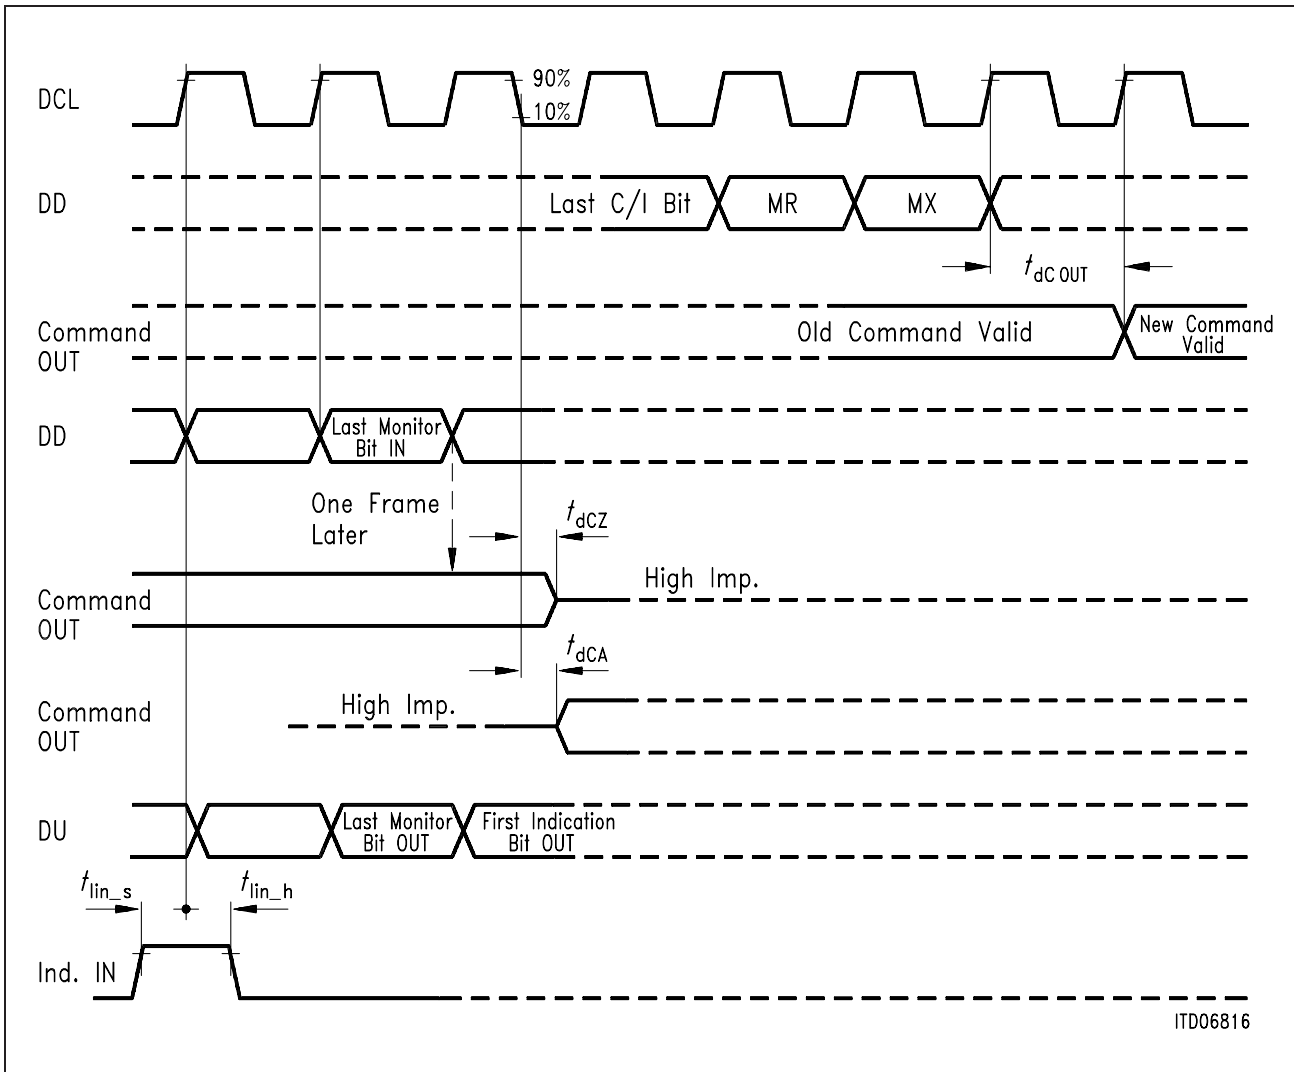 DCL
90%
10%
DD
Last C/I Bit
MR
MX
tdC OUT
Command
OUT
Old Command Valid
New Command
Valid
DD
Last Monitor
Bit IN
One Frame
Later
tdCZ
Command
OUT
High Imp.
tdCA
Command
OUT
High Imp.
DU
Last Monitor
Bit OUT
First Indication
Bit OUT
tIin_s
tIin_h
Ind. IN
ITD06816